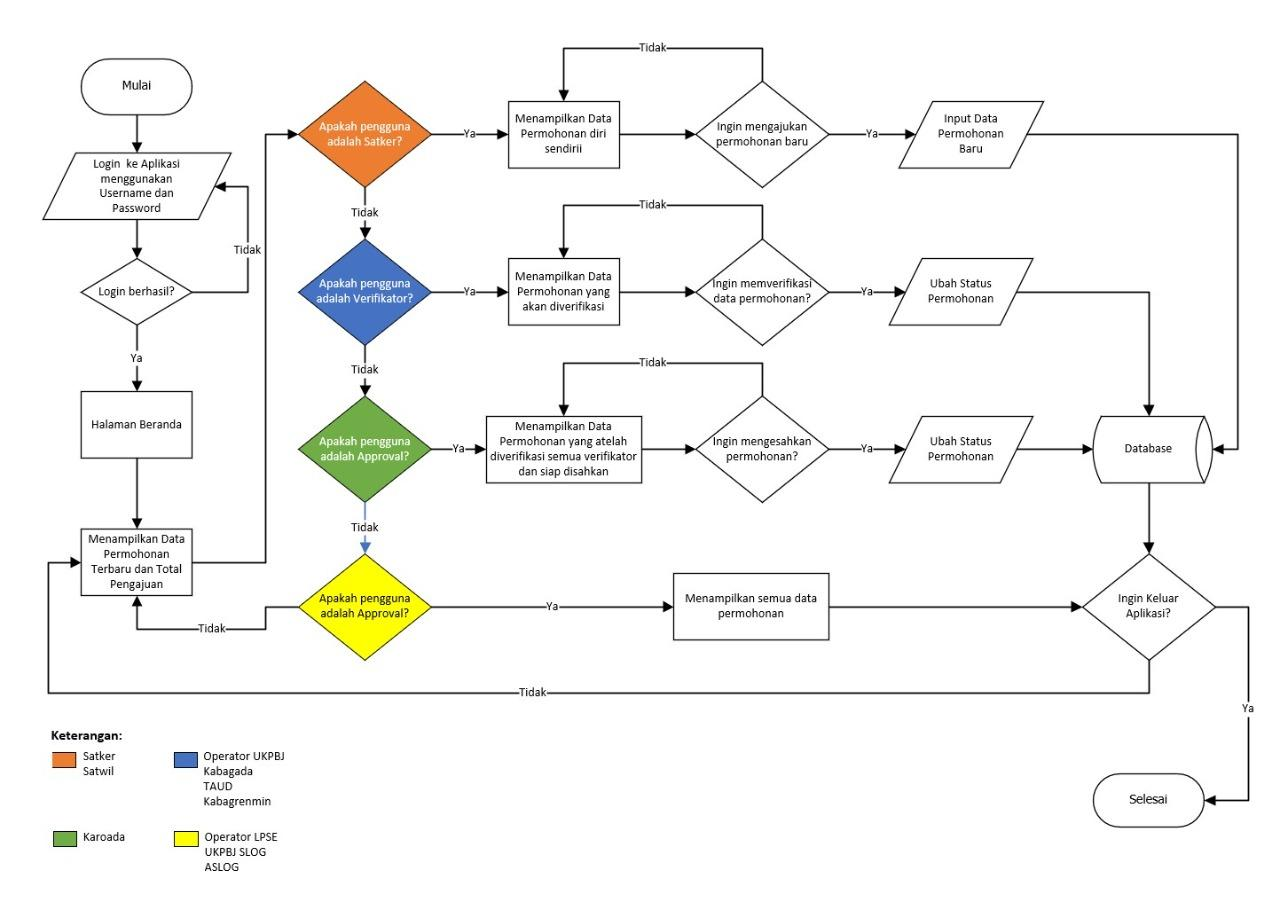 Mulai
Login  ke Aplikasi
menggunakan
Username dan
Password
Login berhasil?
Tidak
Ya
Halaman Beranda
Menampilkan Data
Permohonan
Terbaru dan Total
Pengajuan
Apakah pengguna
adalah Satker?
Ya
Menampilkan Data
Permohonan diri
sendirii
Tidak
Ingin mengajukan
permohonan baru
Ya
Input Data
Permohonan
Baru
Tidak
Apakah pengguna
adalah Verifikator?
Ya
Menampilkan Data
Permohonan yang
akan diverifikasi
Tidak
Ingin memverifikasi
data permohonan?
Ya
Ubah Status
Permohonan
Tidak
Apakah pengguna
adalah Approval?
Ya
Menampilkan Data
Permohonan yang atelah
diverifikasi semua verifikator
dan siap disahkan
Tidak
Ingin mengesahkan
permohonan?
Ya
Ubah Status
Permohonan
Database
Tidak
Apakah pengguna
adalah Approval?
Tidak
Ya
Menampilkan semua data
permohonan
Ingin Keluar
Aplikasi?
Tidak
Ya
Selesai
Keterangan:
Satker
Satwil
Operator UKPBJ
Kabagada
TAUD
Kabagrenmin
Karoada
Operator LPSE
UKPBJ SLOG
ASLOG